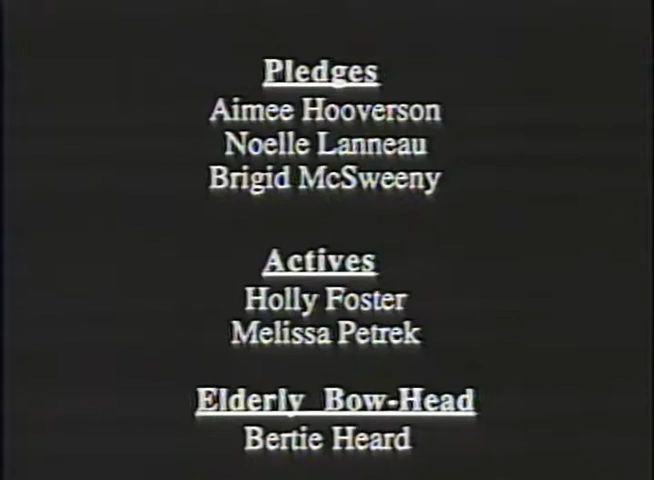 Pledges
Aimee Hooverson
Noelle Lanneau
Brigid McSweeny
Actives
Holly Foster
Melissa Petrek
Elderly Bow-Head
Bertie Heard